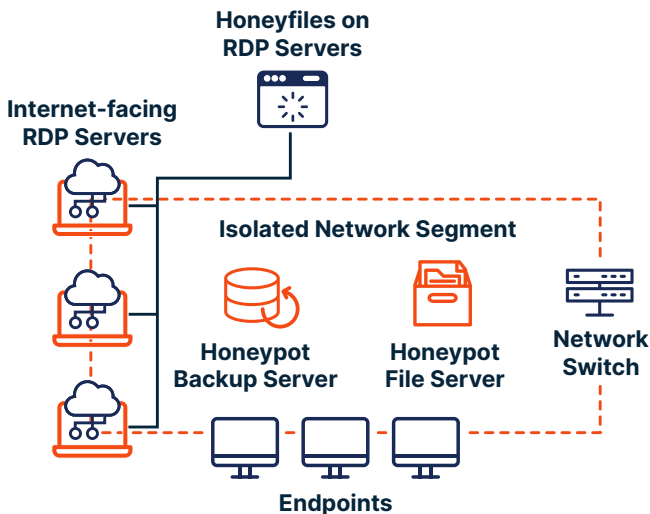 Honeyfiles on
RDP Servers
Internet-facing
RDP Servers
Isolated Network Segment
Honeypot
Backup Server
Honeypot
File Server
Network
Switch
Endpoints